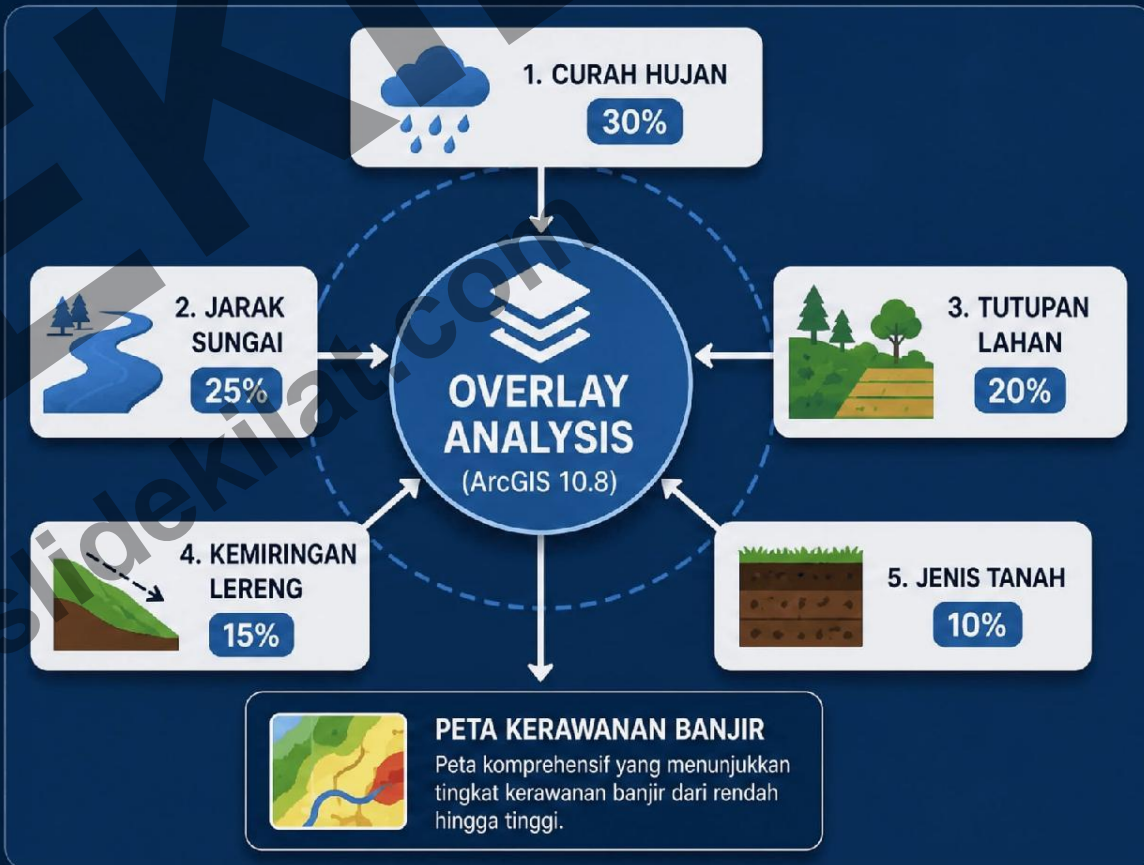 1. CURAH HUJAN
30%
2. JARAK
SUNGAI
25%
3. TUTUPAN
LAHAN
20%
OVERLAY
ANALYSIS
(ArcGIS 10.8)
4. KEMIRINGAN
LERENG
15%
5. JENIS TANAH
10%
PETA KERAWANAN BANJIR
Peta komprehensif yang menunjukkan
tingkat kerawanan banjir dari rendah
hingga tinggi.
slidekilat.com